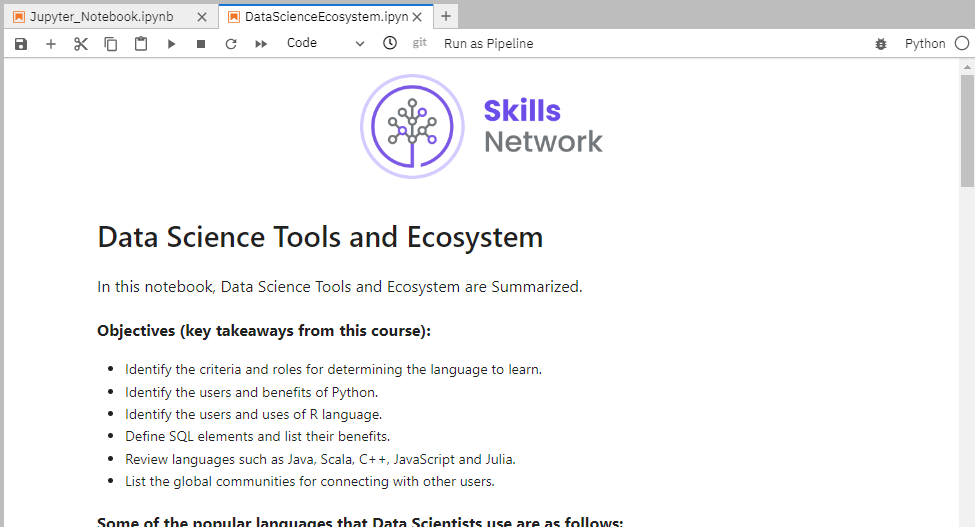 Jupyter_Notebook.ipynb
DataScienceEcosystem.ipyn
Code
git
Run as Pipeline
Python
Skills
Network
Data Science Tools and Ecosystem
In this notebook, Data Science Tools and Ecosystem are Summarized.
Objectives (key takeaways from this course):
Identify the criteria and roles for determining the language to learn.
Identify the users and benefits of Python.
Identify the users and uses of R language.
Define SQL elements and list their benefits.
Review languages such as Java, Scala, C++, JavaScript and Julia.
List the global communities for connecting with other users.
Some of the popular languages that Data Scientists use are as follows: